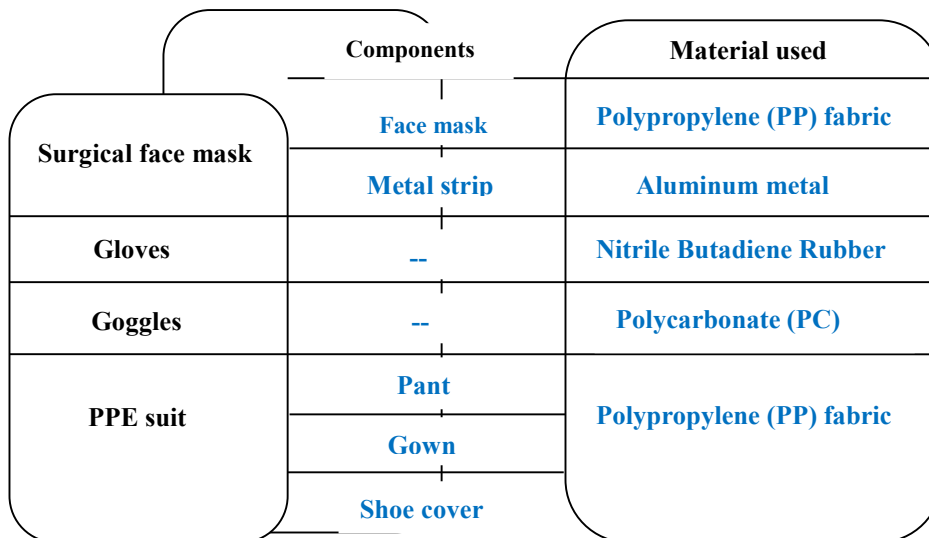 Components
Material used
Surgical face mask
Face mask
Polypropylene (PP) fabric
Metal strip
Aluminum metal
Gloves
--
Nitrile Butadiene Rubber
Goggles
--
Polycarbonate (PC)
PPE suit
Pant
Polypropylene (PP) fabric
Gown
Shoe cover